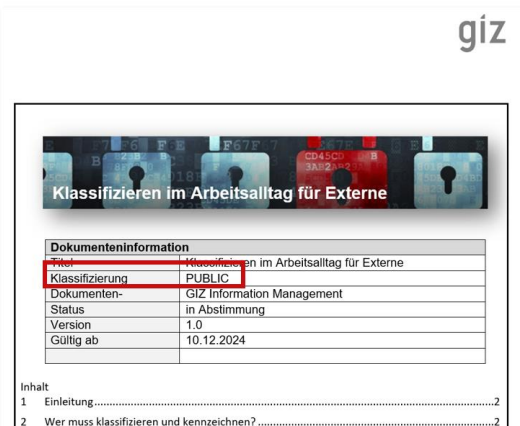 giz
Klassifizieren im Arbeitsalltag für Externe
Dokumenteninformation
Titel Klassifizieren im Arbeitsalltag für Externe
Klassifizierung PUBLIC
Dokumenten- GIZ Information Management
Status in Abstimmung
Version 1.0
Gültig ab 10.12.2024
Inhalt
1 Einleitung ........ 2
2 Wer muss klassifizieren und kennzeichnen? ........ 2